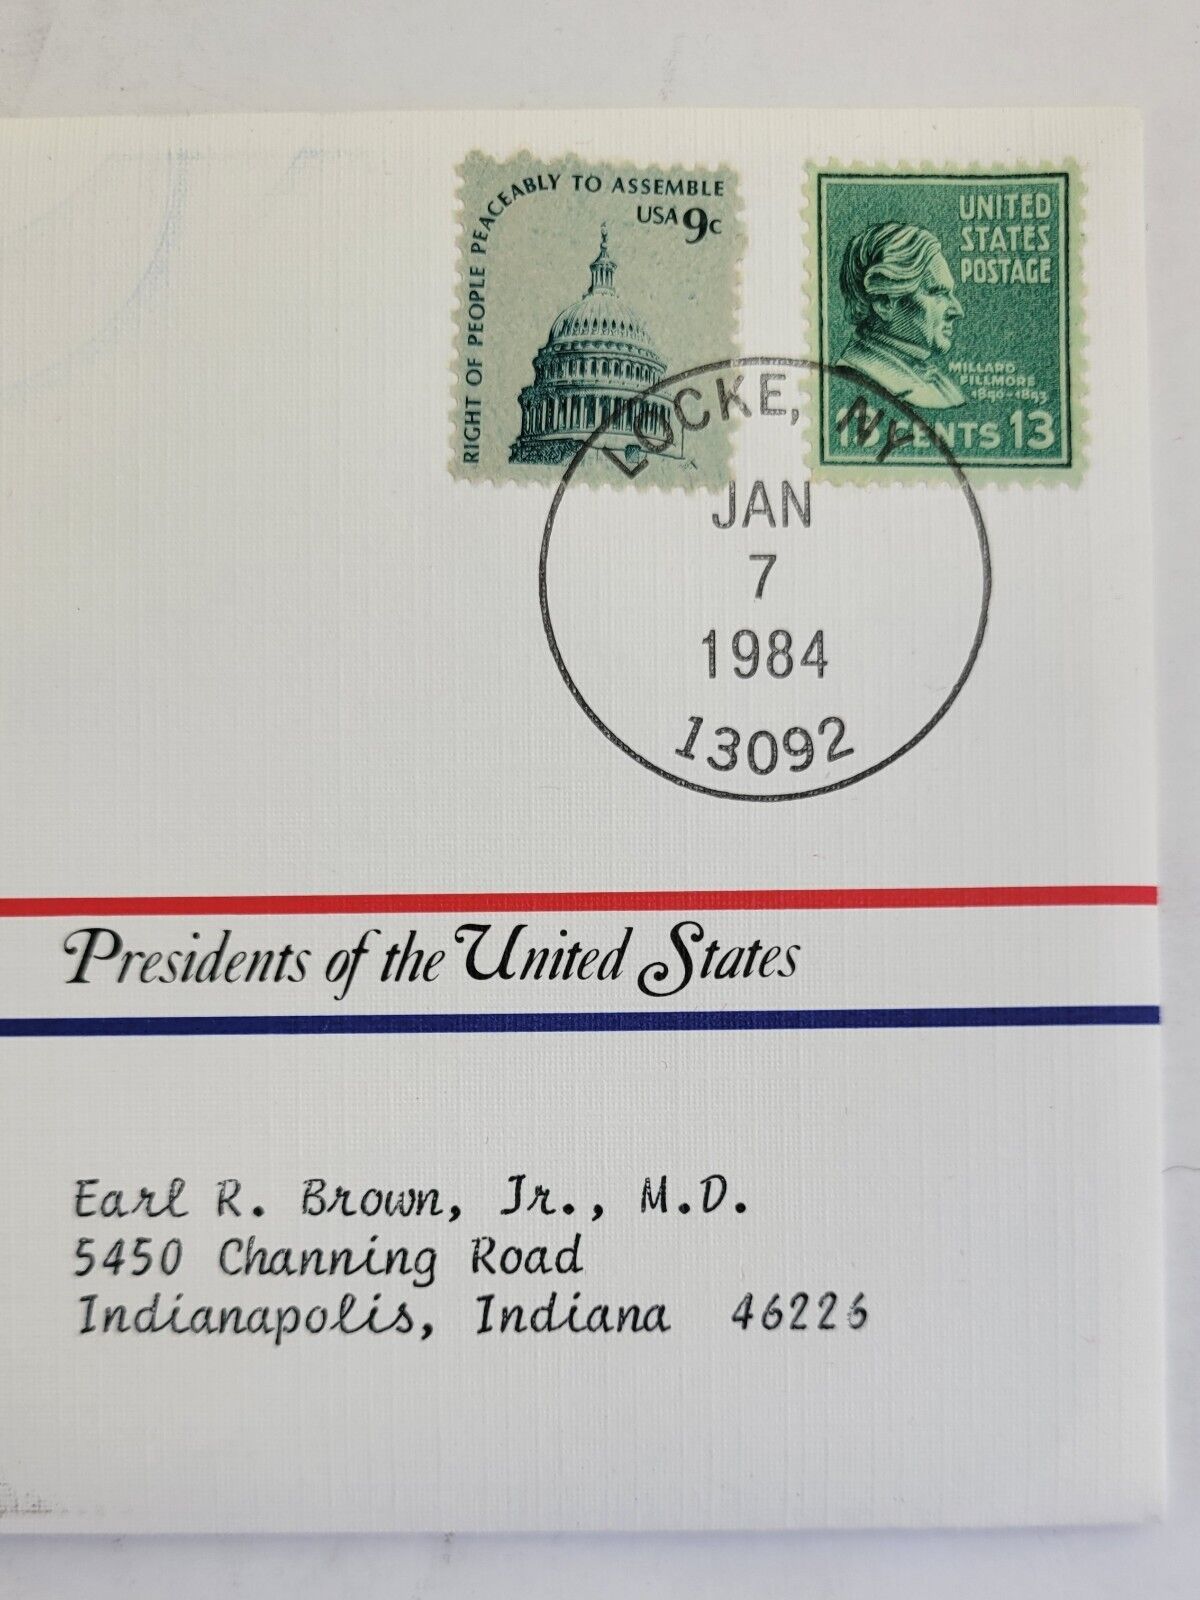 RIGHT OF PEOPLE PEACEABLY TO ASSEMBLE
USA 9c
UNITED
STATES
POSTAGE
MILLARD
FILLMORE
1850-1853
13 CENTS 13
LOCKE, NY
JAN
7
1984
13092
Presidents of the United States
Earl R. Brown, Jr., M.D.
5450 Channing Road
Indianapolis, Indiana 46226